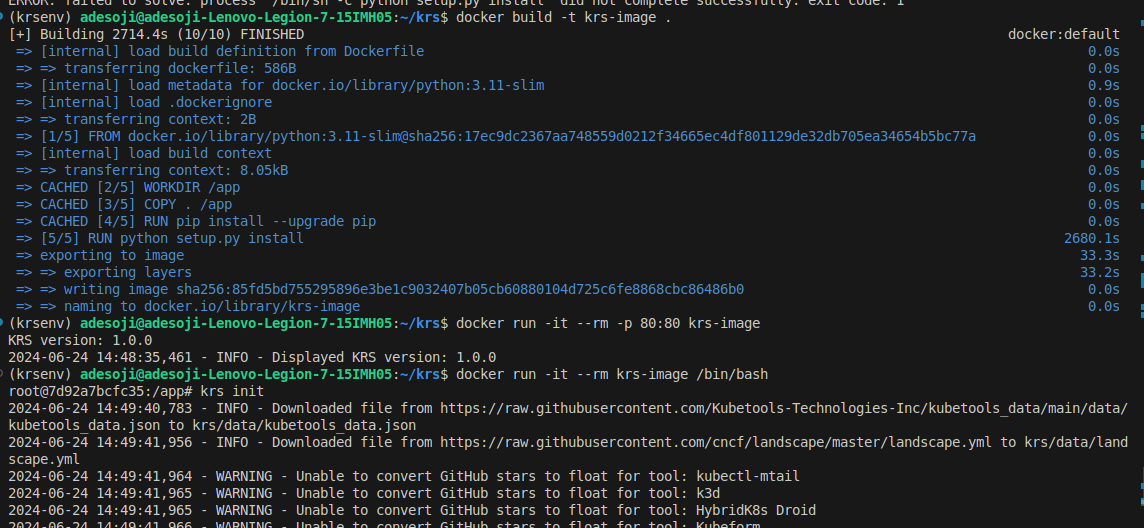 ERROR: failed to solve: process "/bin/sh -c python setup.py install" did not complete successfully: exit code: 1
(krsenv) adesoji@adesoji-Lenovo-Legion-7-15IMH05:~/krs$ docker build -t krs-image .
[+] Building 2714.4s (10/10) FINISHED docker:default
=> [internal] load build definition from Dockerfile 0.0s
=> => transferring dockerfile: 586B 0.0s
=> [internal] load metadata for docker.io/library/python:3.11-slim 0.9s
=> [internal] load .dockerignore 0.0s
=> => transferring context: 2B 0.0s
=> [1/5] FROM docker.io/library/python:3.11-slim@sha256:17ec9dc2367aa748559d0212f34665ec4df801129de32db705ea34654b5bc77a 0.0s
=> [internal] load build context 0.0s
=> => transferring context: 8.05kB 0.0s
=> CACHED [2/5] WORKDIR /app 0.0s
=> CACHED [3/5] COPY . /app 0.0s
=> CACHED [4/5] RUN pip install --upgrade pip 0.0s
=> [5/5] RUN python setup.py install 2680.1s
=> exporting to image 33.3s
=> => exporting layers 33.2s
=> => writing image sha256:85fd5bd755295896e3be1c9032407b05cb60880104d725c6fe8868cbc86486b0 0.0s
=> => naming to docker.io/library/krs-image 0.0s
(krsenv) adesoji@adesoji-Lenovo-Legion-7-15IMH05:~/krs$ docker run -it --rm -p 80:80 krs-image
KRS version: 1.0.0
2024-06-24 14:48:35,461 - INFO - Displayed KRS version: 1.0.0
(krsenv) adesoji@adesoji-Lenovo-Legion-7-15IMH05:~/krs$ docker run -it --rm krs-image /bin/bash
root@7d92a7bcfc35:/app# krs init
2024-06-24 14:49:40,783 - INFO - Downloaded file from https://raw.githubusercontent.com/Kubetools-Technologies-Inc/kubetools_data/main/data/
kubetools_data.json to krs/data/kubetools_data.json
2024-06-24 14:49:41,956 - INFO - Downloaded file from https://raw.githubusercontent.com/cncf/landscape/master/landscape.yml to krs/data/land
scape.yml
2024-06-24 14:49:41,964 - WARNING - Unable to convert GitHub stars to float for tool: kubectl-mtail
2024-06-24 14:49:41,965 - WARNING - Unable to convert GitHub stars to float for tool: k3d
2024-06-24 14:49:41,965 - WARNING - Unable to convert GitHub stars to float for tool: HybridK8s Droid
2024-06-24 14:49:41,966 - WARNING - Unable to convert GitHub stars to float for tool: Kubeform